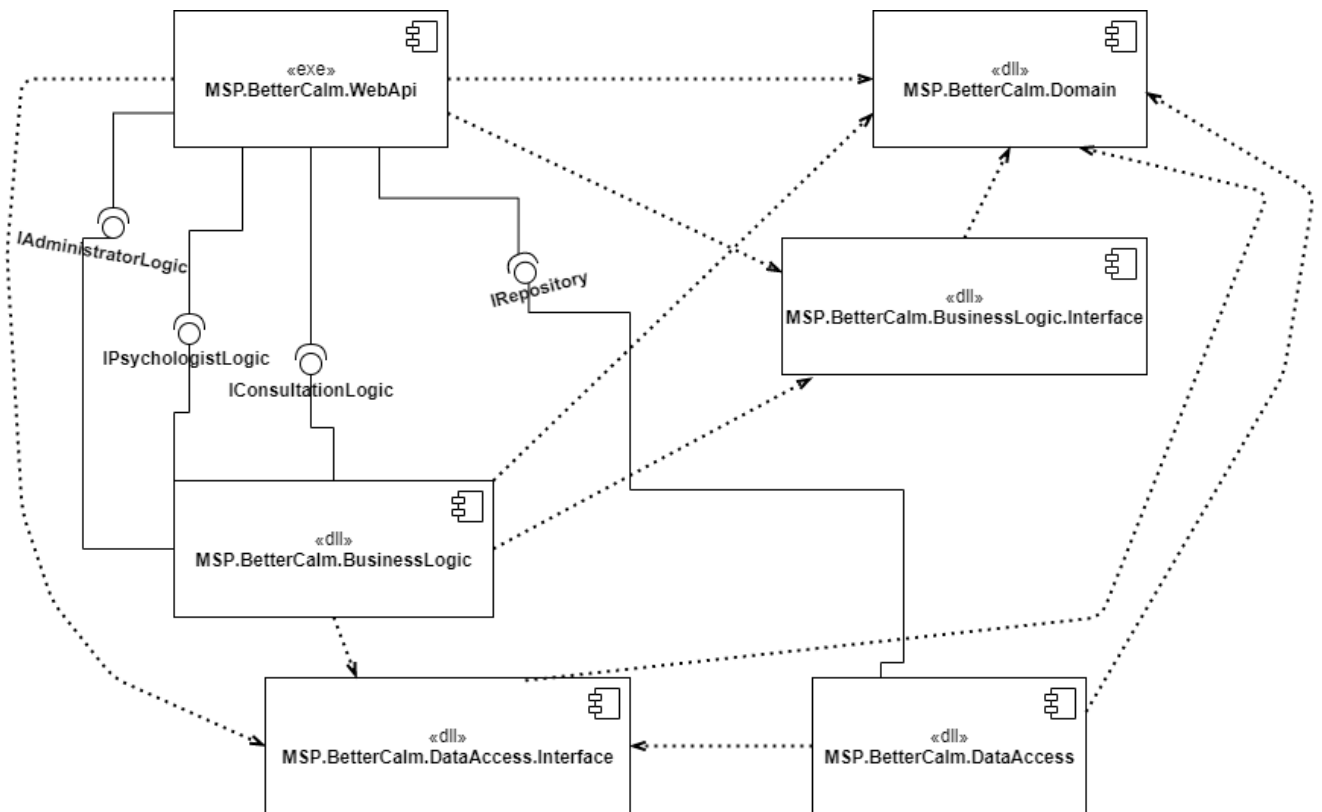 «exe»
MSP.BetterCalm.WebApi
«dll»
MSP.BetterCalm.Domain
IAdministratorLogic
IRepository
«dll»
MSP.BetterCalm.BusinessLogic.Interface
IPsychologistLogic
IConsultationLogic
«dll»
MSP.BetterCalm.BusinessLogic
«dll»
MSP.BetterCalm.DataAccess.Interface
«dll»
MSP.BetterCalm.DataAccess